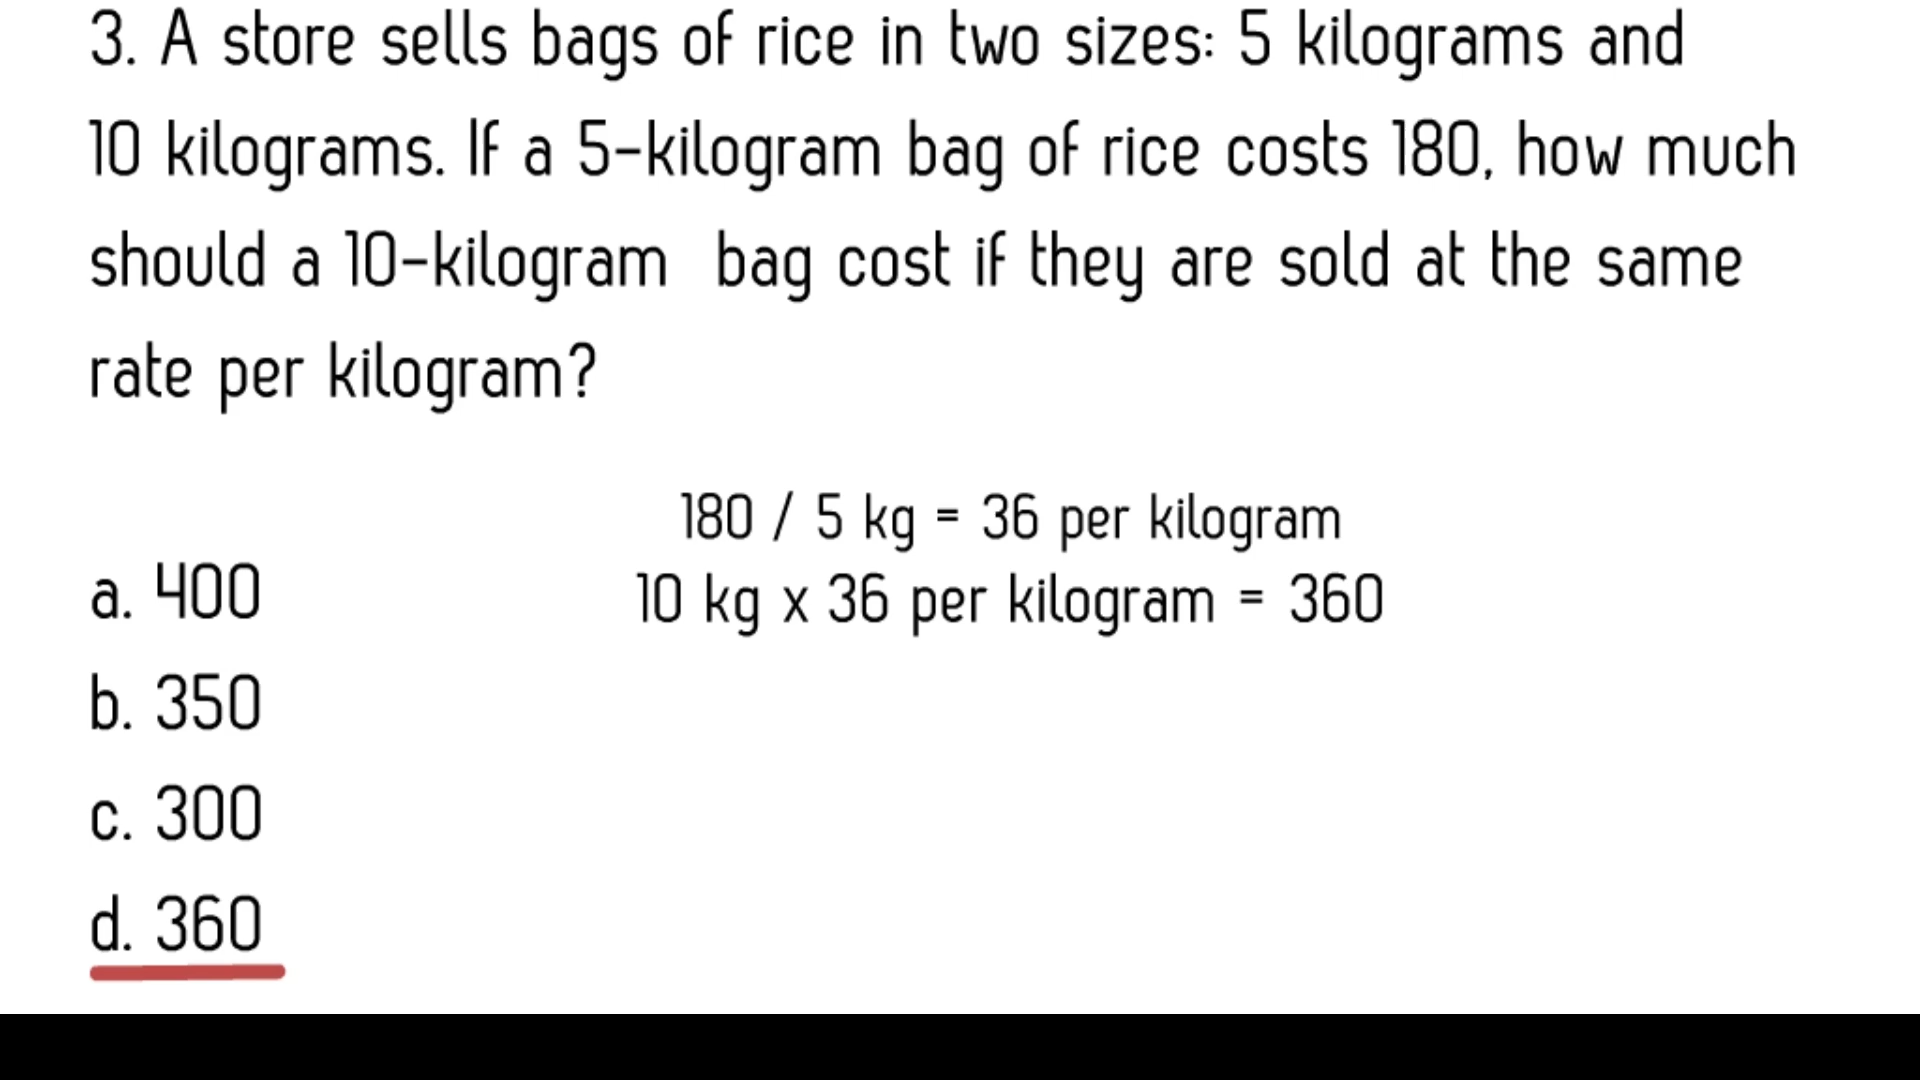 3. A store sells bags of rice in two sizes: 5 kilograms and
10 kilograms. If a 5-kilogram bag of rice costs 180, how much
should a 10-kilogram bag cost if they are sold at the same
rate per kilogram?
180 / 5 kg = 36 per kilogram
10 kg x 36 per kilogram = 360
a. 400
b. 350
c. 300
d. 360